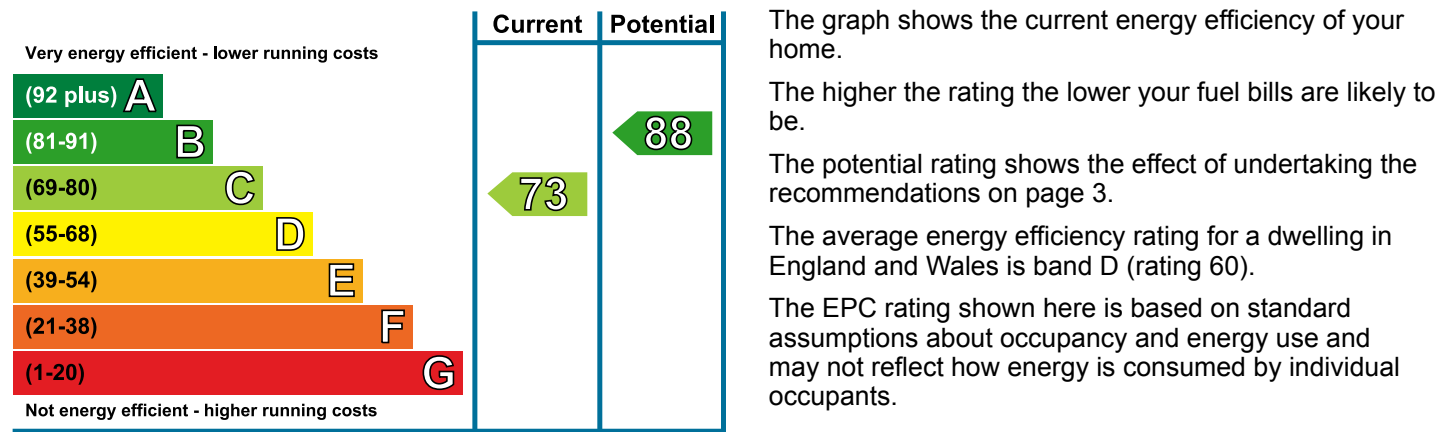 Current Potential
Very energy efficient - lower running costs
(92 plus) A
(81-91) B
88
(69-80) C
73
(55-68) D
(39-54) E
(21-38) F
(1-20) G
Not energy efficient - higher running costs
The graph shows the current energy efficiency of your
home.
The higher the rating the lower your fuel bills are likely to
be.
The potential rating shows the effect of undertaking the
recommendations on page 3.
The average energy efficiency rating for a dwelling in
England and Wales is band D (rating 60).
The EPC rating shown here is based on standard
assumptions about occupancy and energy use and
may not reflect how energy is consumed by individual
occupants.